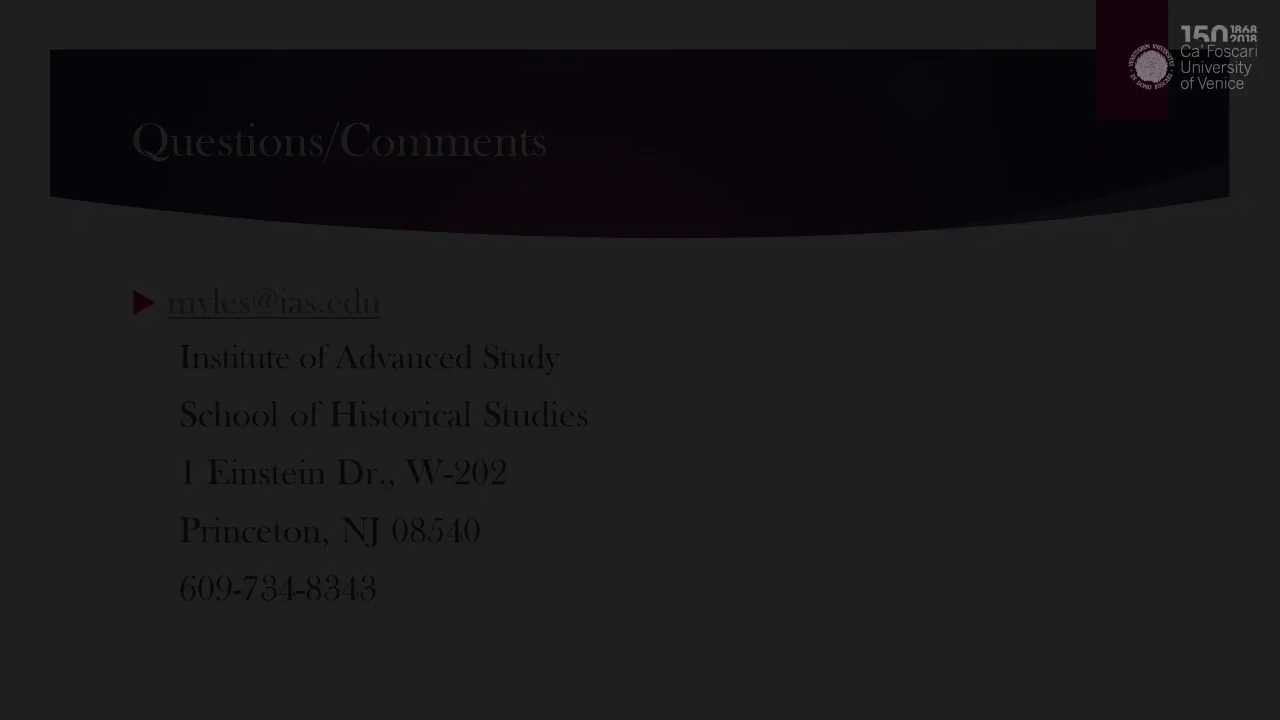 150 1868 2018
Ca' Foscari
University
of Venice
Questions/Comments
myles@ias.edu
Institute of Advanced Study
School of Historical Studies
1 Einstein Dr., W-202
Princeton, NJ 08540
609-734-8343